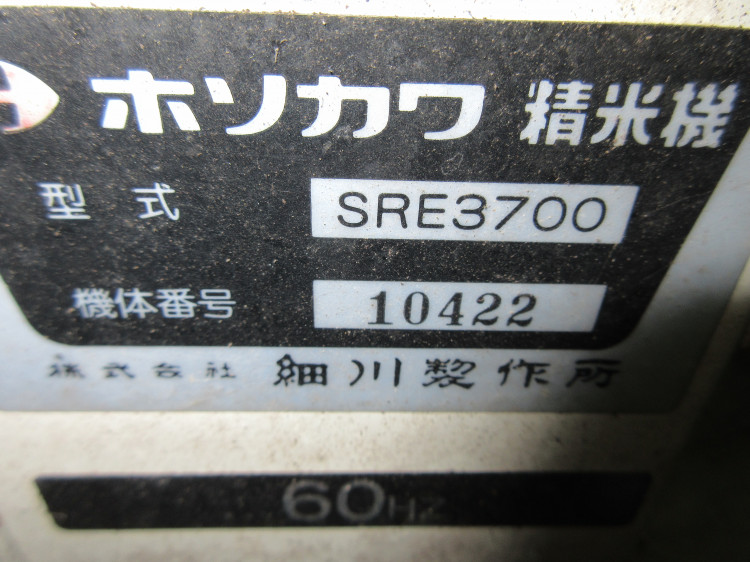 ホソカワ 精米機
型式 SRE3700
機体番号 10422
株式会社 細川製作所
60HZ